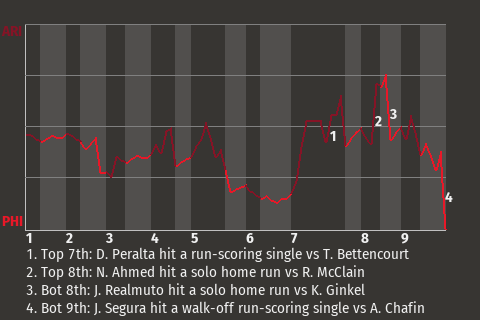 ARI
1
2
3
4
PHI
1 2 3 4 5 6 7 8 9
1. Top 7th: D. Peralta hit a run-scoring single vs T. Bettencourt
2. Top 8th: N. Ahmed hit a solo home run vs R. McClain
3. Bot 8th: J. Realmuto hit a solo home run vs K. Ginkel
4. Bot 9th: J. Segura hit a walk-off run-scoring single vs A. Chafin